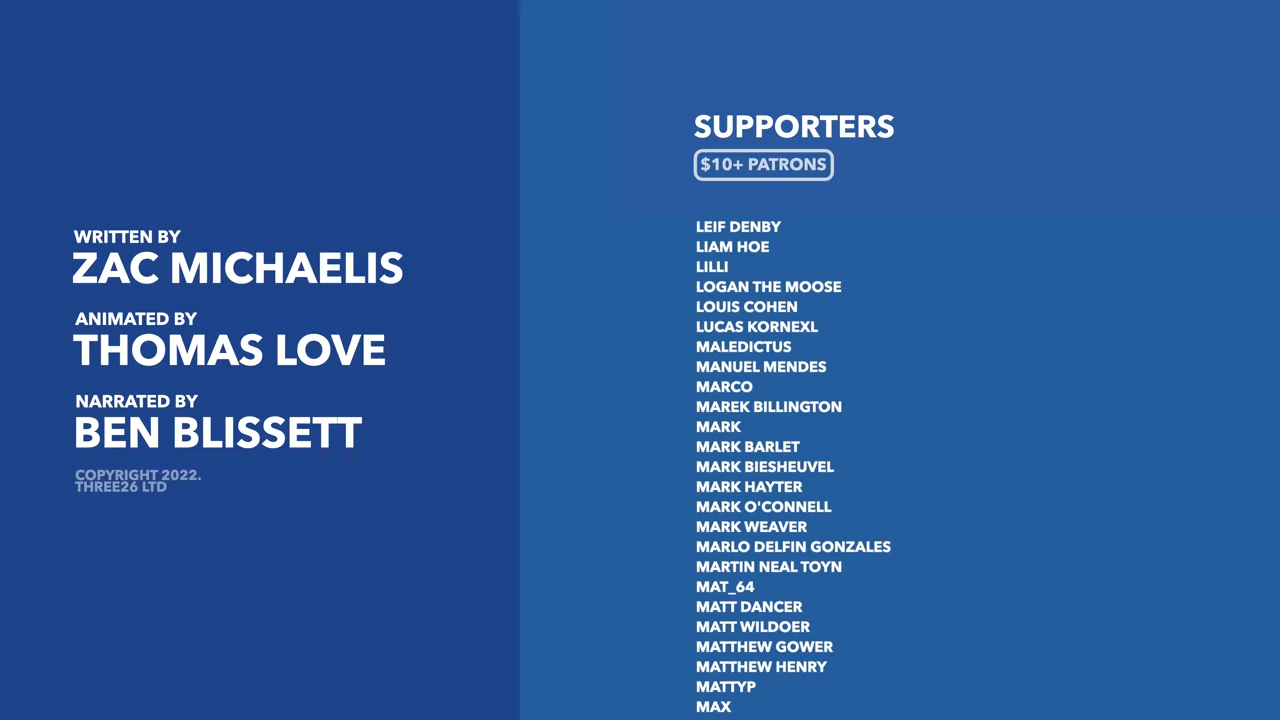 WRITTEN BY
ZAC MICHAELIS
ANIMATED BY
THOMAS LOVE
NARRATED BY
BEN BLISSETT
COPYRIGHT 2022.
THREE26 LTD
SUPPORTERS
$10+ PATRONS
LEIF DENBY
LIAM HOE
LILLI
LOGAN THE MOOSE
LOUIS COHEN
LUCAS KORNEXL
MALEDICTUS
MANUEL MENDES
MARCO
MAREK BILLINGTON
MARK
MARK BARLET
MARK BIESHEUVEL
MARK HAYTER
MARK O'CONNELL
MARK WEAVER
MARLO DELFIN GONZALES
MARTIN NEAL TOYN
MAT_64
MATT DANCER
MATT WILDOER
MATTHEW GOWER
MATTHEW HENRY
MATTYP
MAX